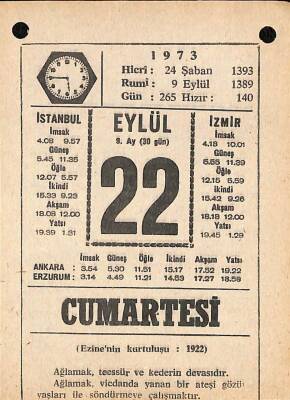 1973
Hicri : 24 Şaban 1393
Rumi : 9 Eylül 1389
Gün : 265 Hızır : 140
İSTANBUL
İmsak
4.08 9.57
Güneş
5.45 11.35
Öğle
12.07 5.57
İkindi
15.33 9.23
Akşam
18.08 12.00
Yatsı
19.39 1.31
EYLÜL
9. Ay (30 gün)
22
İZMİR
İmsak
4.18 10.01
Güneş
5.55 11.39
Öğle
12.15 5.59
İkindi
15.42 9.26
Akşam
18.18 12.00
Yatsı
19.45 1.29
İmsak Güneş Öğle İkindi Akşam Yatsı
ANKARA : 3.54 5.30 11.51 15.17 17.52 19.22
ERZURUM : 3.14 4.49 11.21 14.53 17.27 18.59
CUMARTESİ
(Ezine'nin kurtuluşu : 1922)
Ağlamak, teessür ve kederin devasıdır.
Ağlamak, vicdanda yanan bir ateşi gözü
yaşları ile söndürmeye çalışmaktır.